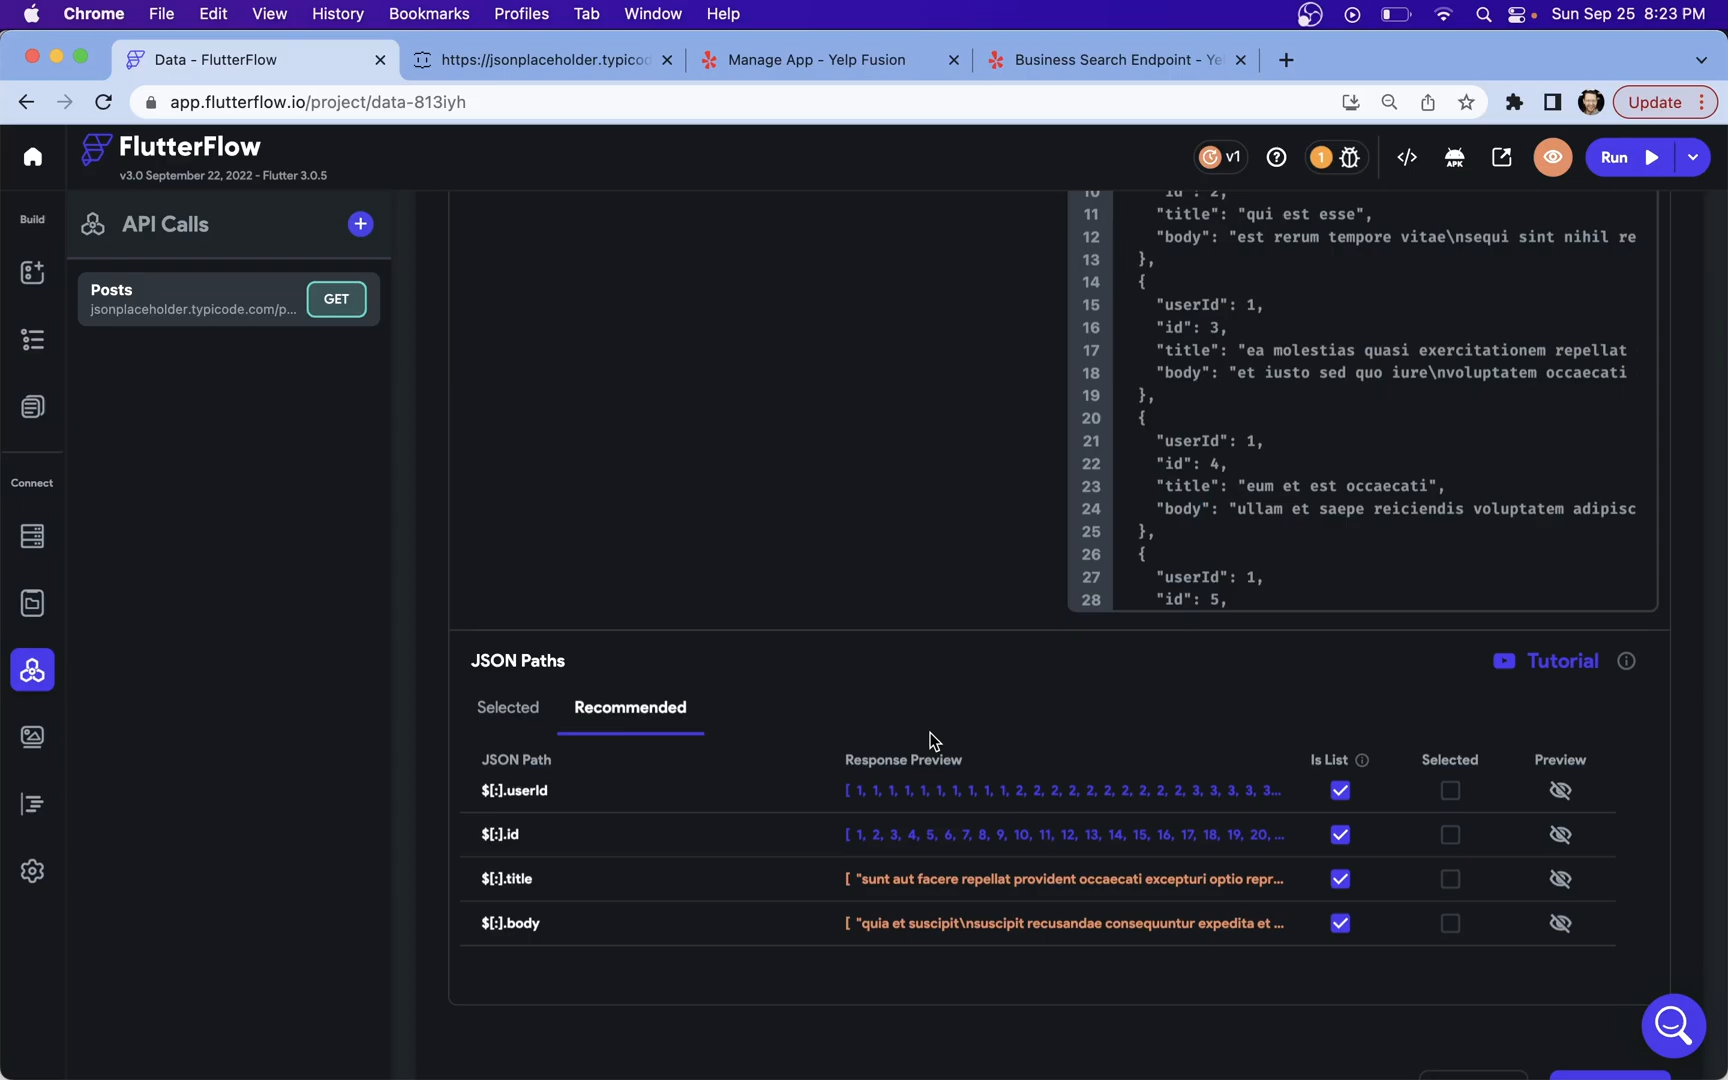 Chrome File Edit View History Bookmarks Profiles Tab Window Help Sun Sep 25 8:23 PM
Data - FlutterFlow https://jsonplaceholder.typico Manage App - Yelp Fusion Business Search Endpoint - Ye
app.flutterflow.io/project/data-813iyh Update
FlutterFlow
v3.0 September 22, 2022 - Flutter 3.0.5
v1 1 APK Run
Build
API Calls
Posts
jsonplaceholder.typicode.com/p...
GET
Connect
10 "id": 2,
11 "title": "qui est esse",
12 "body": "est rerum tempore vitae\nsequi sint nihil re
13 },
14 {
15 "userId": 1,
16 "id": 3,
17 "title": "ea molestias quasi exercitationem repellat
18 "body": "et iusto sed quo iure\nvoluptatem occaecati
19 },
20 {
21 "userId": 1,
22 "id": 4,
23 "title": "eum et est occaecati",
24 "body": "ullam et saepe reiciendis voluptatem adipisc
25 },
26 {
27 "userId": 1,
28 "id": 5,
JSON Paths
Tutorial
Selected Recommended
JSON Path Response Preview Is List Selected Preview
$[:].userId [ 1, 1, 1, 1, 1, 1, 1, 1, 1, 1, 2, 2, 2, 2, 2, 2, 2, 2, 2, 2, 3, 3, 3, 3, 3...
$[:].id [ 1, 2, 3, 4, 5, 6, 7, 8, 9, 10, 11, 12, 13, 14, 15, 16, 17, 18, 19, 20, ...
$[:].title [ "sunt aut facere repellat provident occaecati excepturi optio repr...
$[:].body [ "quia et suscipit\nsuscipit recusandae consequuntur expedita et ...